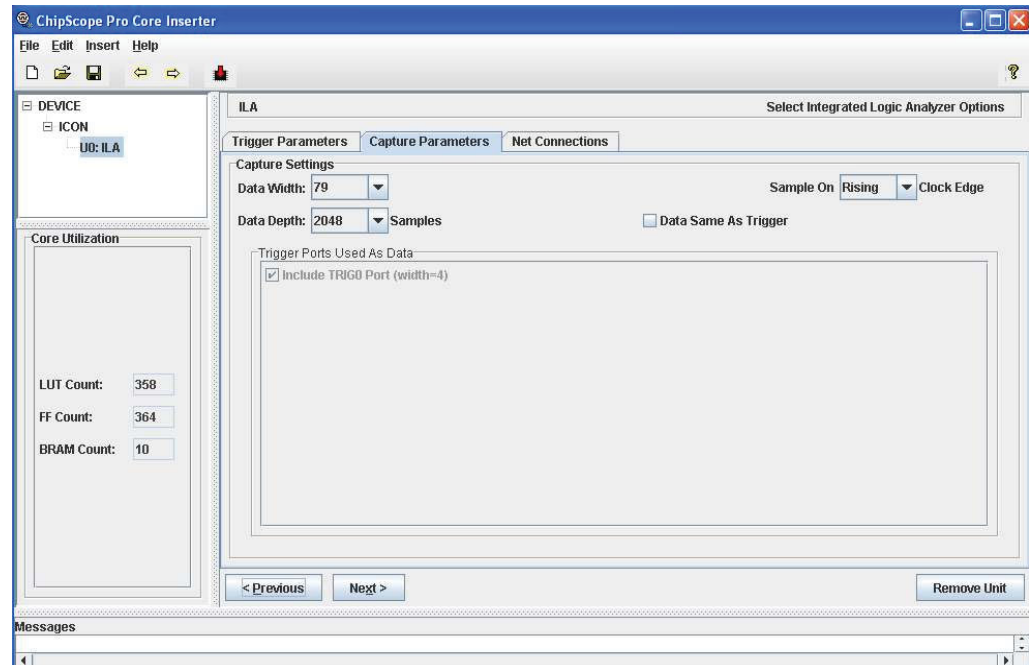 ChipScope Pro Core Inserter
File Edit Insert Help
DEVICE
ICON
U0: ILA
ILA
Select Integrated Logic Analyzer Options
Trigger Parameters Capture Parameters Net Connections
Capture Settings
Data Width: 79
Sample On Rising Clock Edge
Data Depth: 2048 Samples
Data Same As Trigger
Trigger Ports Used As Data
Include TRIG0 Port (width=4)
Core Utilization
LUT Count: 358
FF Count: 364
BRAM Count: 10
< Previous Next > Remove Unit
Messages